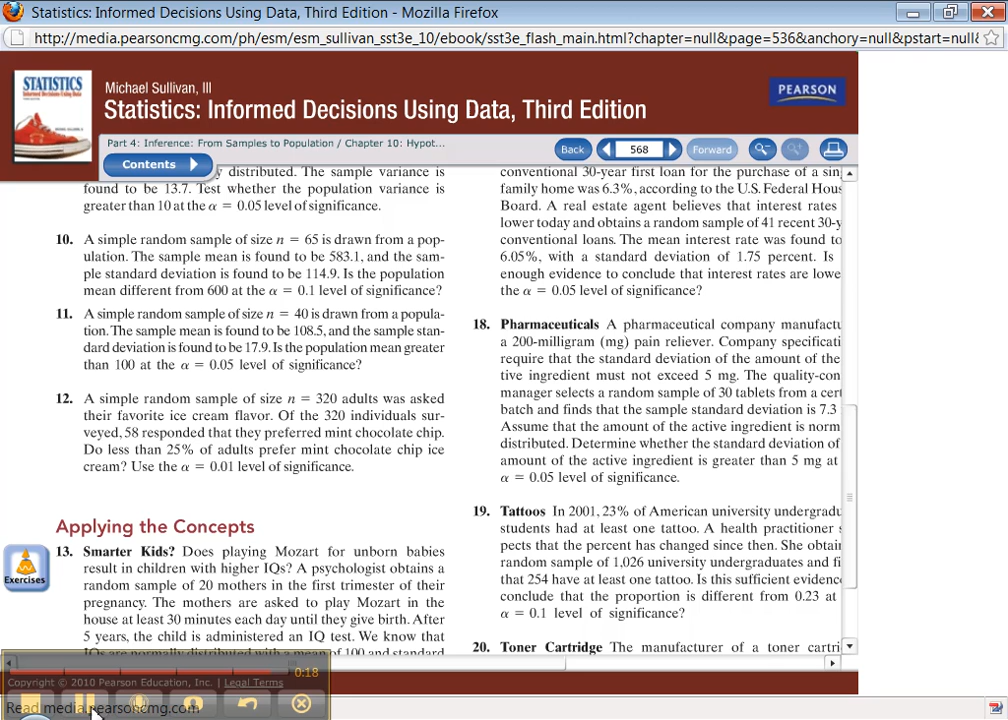 Statistics: Informed Decisions Using Data, Third Edition - Mozilla Firefox
http://media.pearsoncmg.com/ph/esm/esm_sullivan_sst3e_10/ebook/sst3e_flash_main.html?chapter=null&page=536&anchory=null&pstart=null&
STATISTICS
Michael Sullivan, III
Statistics: Informed Decisions Using Data, Third Edition
PEARSON
Part 4: Inference: From Samples to Population / Chapter 10: Hypot...
Contents
Back
568
Forward
y distributed. The sample variance is
found to be 13.7. Test whether the population variance is
greater than 10 at the α = 0.05 level of significance.
10. A simple random sample of size n = 65 is drawn from a pop-
ulation. The sample mean is found to be 583.1, and the sam-
ple standard deviation is found to be 114.9. Is the population
mean different from 600 at the α = 0.1 level of significance?
11. A simple random sample of size n = 40 is drawn from a popula-
tion. The sample mean is found to be 108.5, and the sample stan-
dard deviation is found to be 17.9. Is the population mean greater
than 100 at the α = 0.05 level of significance?
12. A simple random sample of size n = 320 adults was asked
their favorite ice cream flavor. Of the 320 individuals sur-
veyed, 58 responded that they preferred mint chocolate chip.
Do less than 25% of adults prefer mint chocolate chip ice
cream? Use the α = 0.01 level of significance.
Applying the Concepts
Exercises
13. Smarter Kids? Does playing Mozart for unborn babies
result in children with higher IQs? A psychologist obtains a
random sample of 20 mothers in the first trimester of their
pregnancy. The mothers are asked to play Mozart in the
house at least 30 minutes each day until they give birth. After
5 years, the child is administered an IQ test. We know that
IQs are normally distributed with a mean of 100 and standard
conventional 30-year first loan for the purchase of a sin
family home was 6.3%, according to the U.S. Federal Hous
Board. A real estate agent believes that interest rates
lower today and obtains a random sample of 41 recent 30-y
conventional loans. The mean interest rate was found to
6.05%, with a standard deviation of 1.75 percent. Is
enough evidence to conclude that interest rates are lowe
the α = 0.05 level of significance?
18. Pharmaceuticals A pharmaceutical company manufactu
a 200-milligram (mg) pain reliever. Company specificati
require that the standard deviation of the amount of the
tive ingredient must not exceed 5 mg. The quality-con
manager selects a random sample of 30 tablets from a cert
batch and finds that the sample standard deviation is 7.3
Assume that the amount of the active ingredient is norm
distributed. Determine whether the standard deviation of
amount of the active ingredient is greater than 5 mg at
α = 0.05 level of significance.
19. Tattoos In 2001, 23% of American university undergradu
students had at least one tattoo. A health practitioner s
pects that the percent has changed since then. She obtai
random sample of 1,026 university undergraduates and fi
that 254 have at least one tattoo. Is this sufficient evidence
conclude that the proportion is different from 0.23 at
α = 0.1 level of significance?
20. Toner Cartridge The manufacturer of a toner cartri
0:18
Copyright © 2010 Pearson Education, Inc. | Legal Terms
Read media.pearsoncmg.com